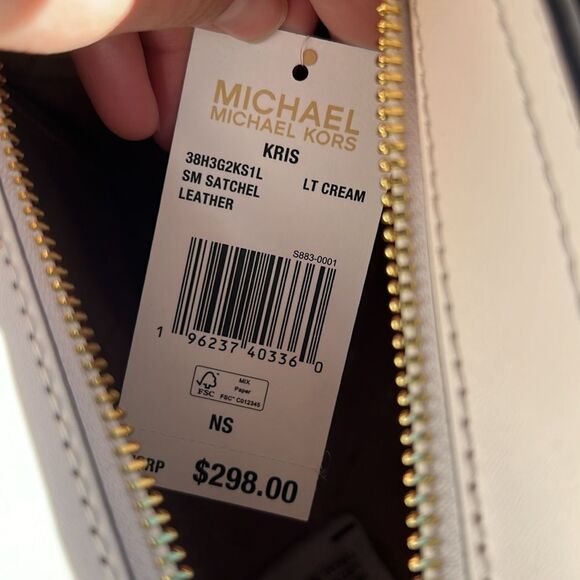 MICHAEL
MICHAEL KORS
KRIS
38H3G2KS1L
SM SATCHEL LT CREAM
LEATHER
S883-0001
1 96237 40336 0
FSC
MIX
Paper
FSC™ C012345
NS
$298.00